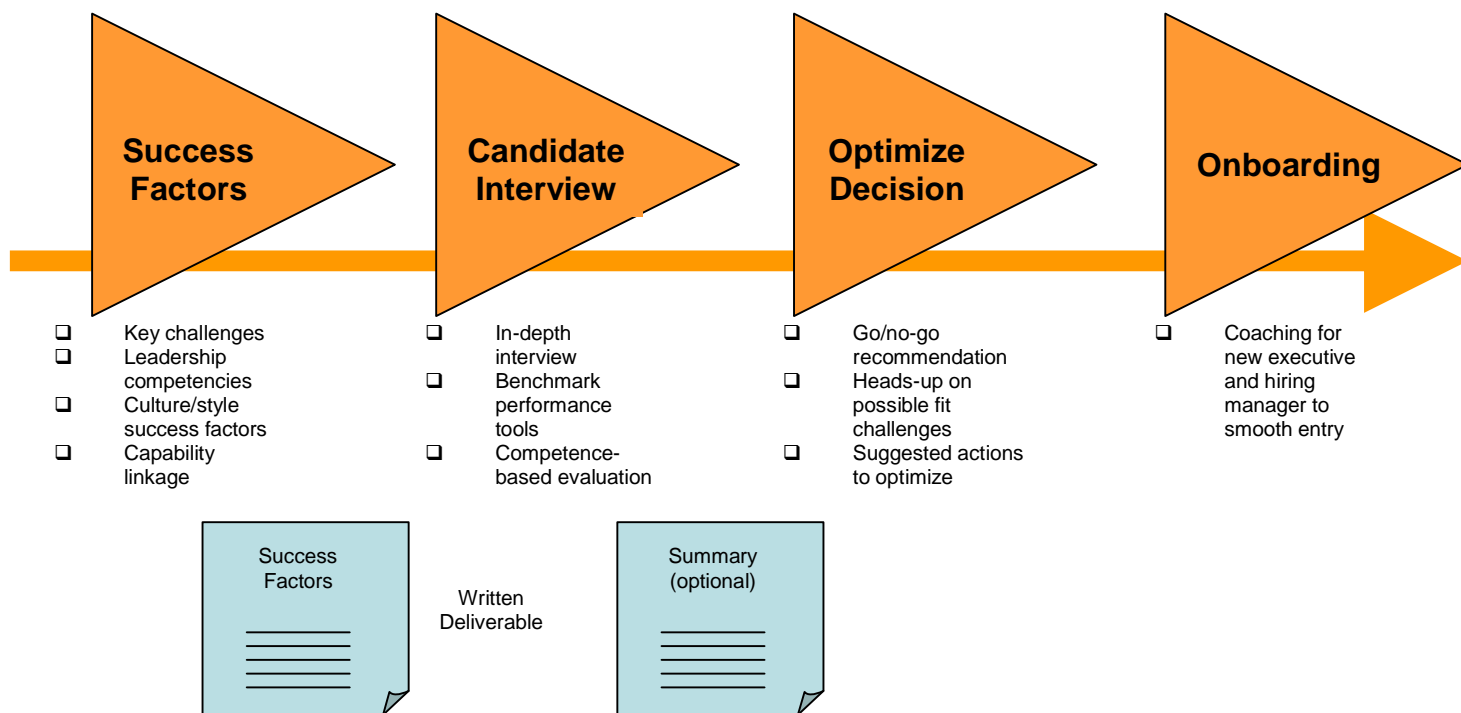 Success
Factors
Candidate
Interview
Optimize
Decision
Onboarding
Key challenges
Leadership
competencies
Culture/style
success factors
Capability
linkage
In-depth
interview
Benchmark
performance
tools
Competence-
based evaluation
Go/no-go
recommendation
Heads-up on
possible fit
challenges
Suggested actions
to optimize
Coaching for
new executive
and hiring
manager to
smooth entry
Success
Factors
Written
Deliverable
Summary
(optional)